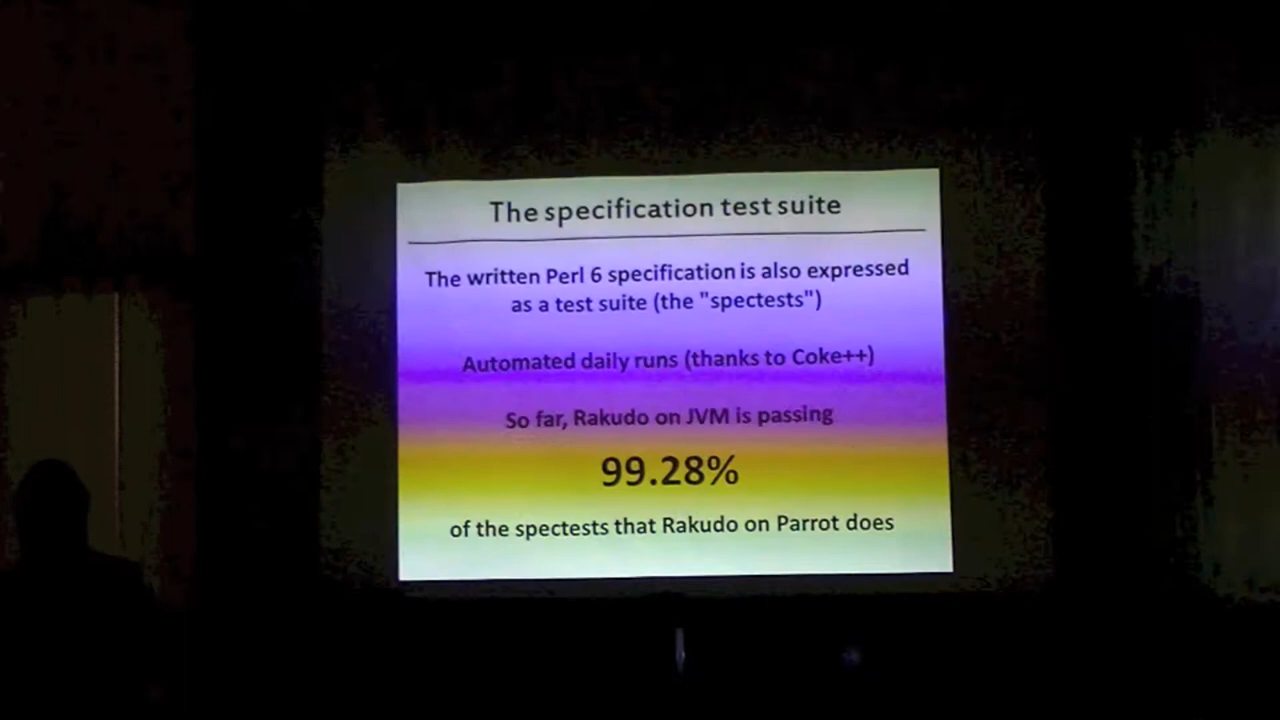 The specification test suite
The written Perl 6 specification is also expressed
as a test suite (the "spectests")
Automated daily runs (thanks to Coke++)
So far, Rakudo on JVM is passing
99.28%
of the spectests that Rakudo on Parrot does